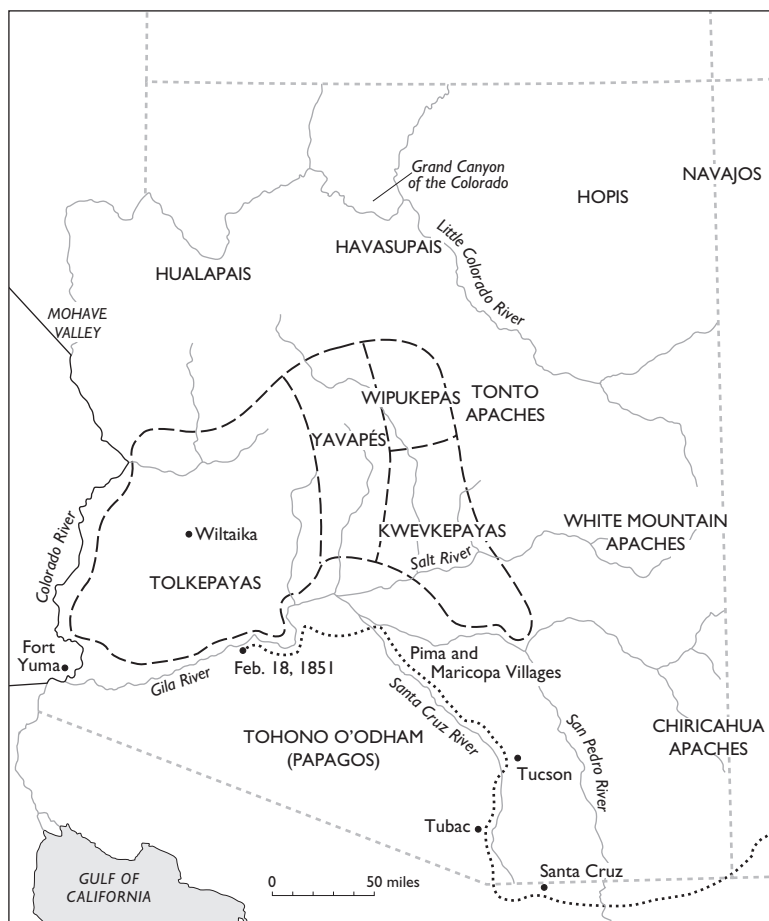 Grand Canyon
of the Colorado
NAVAJOS
HOPIS
HAVASUPAIS
HUALAPAIS
Little Colorado River
MOHAVE
VALLEY
WIPUKEPAS
TONTO
APACHES
YAVAPÉS
Colorado River
Wiltaika
KWEVKEPAYAS
WHITE MOUNTAIN
APACHES
Salt River
TOLKEPAYAS
Fort
Yuma
Feb. 18, 1851
Gila River
Pima and
Maricopa Villages
Santa Cruz River
San Pedro River
TOHONO O'ODHAM
(PAPAGOS)
CHIRICAHUA
APACHES
Tucson
Tubac
Santa Cruz
GULF OF
CALIFORNIA
0 50 miles